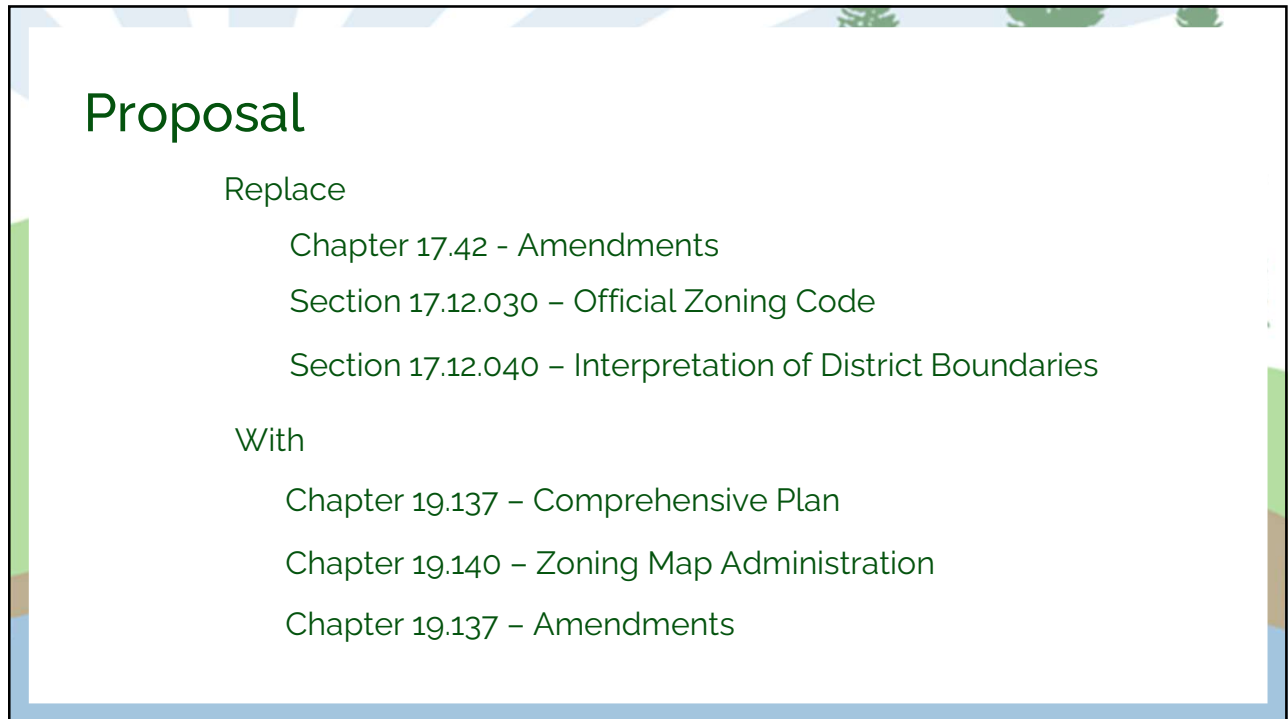 Proposal
Replace
Chapter 17.42 - Amendments
Section 17.12.030 – Official Zoning Code
Section 17.12.040 – Interpretation of District Boundaries
With
Chapter 19.137 – Comprehensive Plan
Chapter 19.140 – Zoning Map Administration
Chapter 19.137 – Amendments